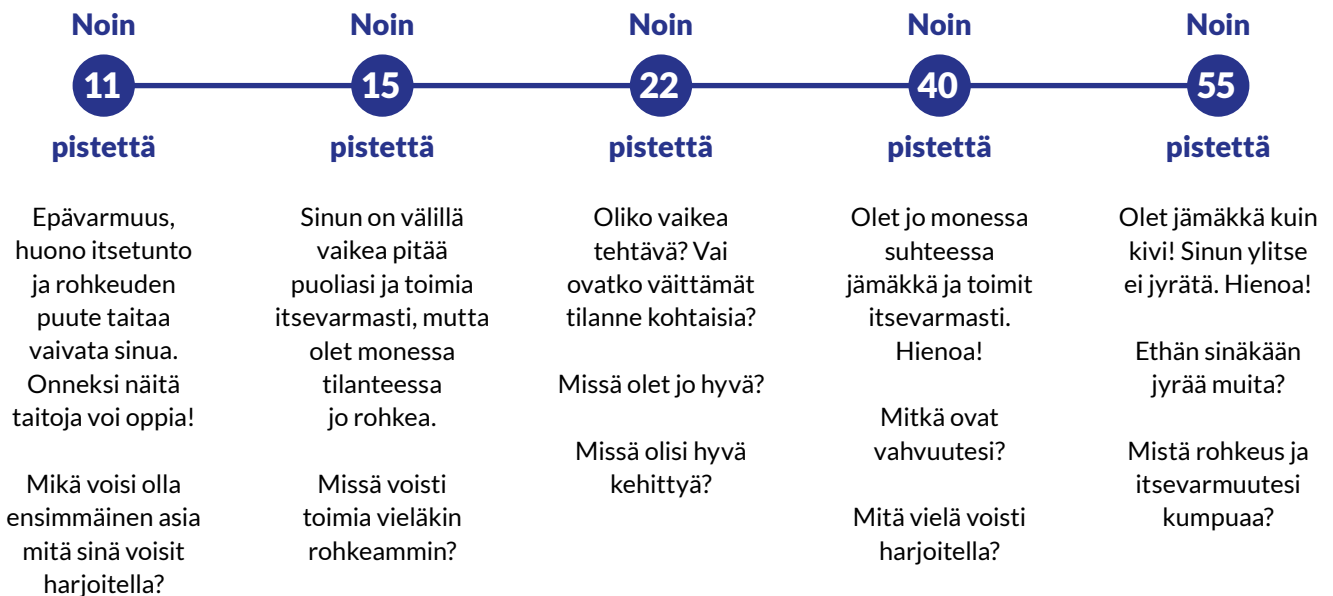 Noin
11
pistettä
Epävarmuus,
huono itsetunto
ja rohkeuden
puute taitaa
vaivata sinua.
Onneksi näitä
taitoja voi oppia!
Mikä voisi olla
ensimmäinen asia
mitä sinä voisit
harjoitella?
Noin
15
pistettä
Sinun on välillä
vaikea pitää
puoliasi ja toimia
itsevarmasti, mutta
olet monessa
tilanteessa
jo rohkea.
Missä voisti
toimia vieläkin
rohkeammin?
Noin
22
pistettä
Oliko vaikea
tehtävä? Vai
ovatko väittämät
tilanne kohtaisia?
Missä olet jo hyvä?
Missä olisi hyvä
kehittyä?
Noin
40
pistettä
Olet jo monessa
suhteessa
jämäkkä ja toimit
itsevarmasti.
Hienoa!
Mitkä ovat
vahvuutesi?
Mitä vielä voisti
harjoitella?
Noin
55
pistettä
Olet jämäkkä kuin
kivi! Sinun ylitse
ei jyrätä. Hienoa!
Ethän sinäkään
jyrää muita?
Mistä rohkeus ja
itsevarmuutesi
kumpuaa?